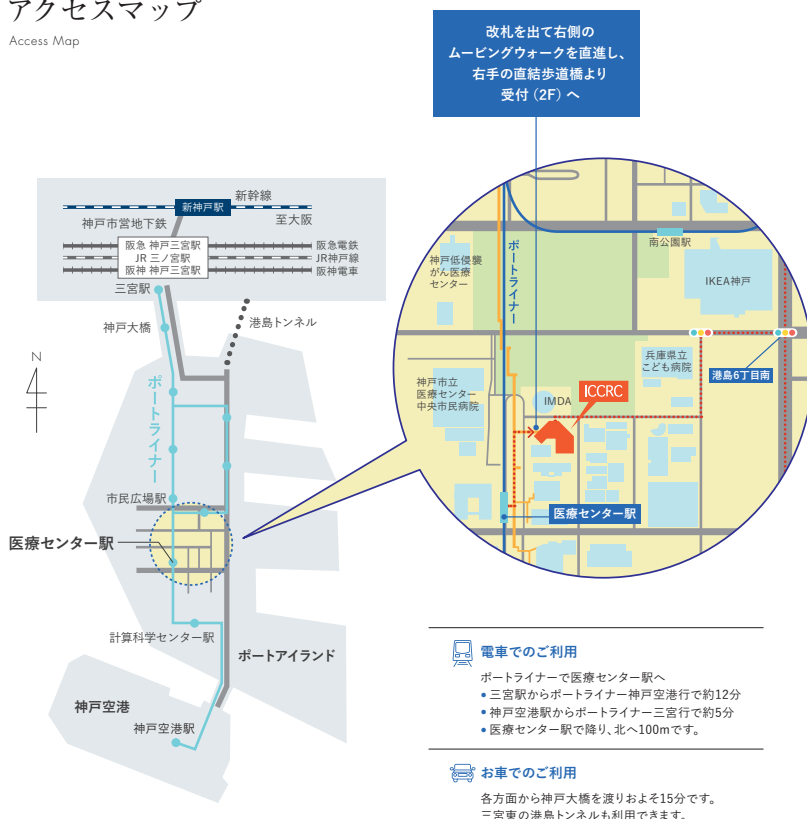 アクセスマップ
Access Map
改札を出て右側の
ムービングウォークを直進し、
右手の直結歩道橋より
受付（2F）へ
新幹線
新神戸駅
神戸市営地下鉄
至大阪
阪急 神戸三宮駅
阪急電鉄
JR 三ノ宮駅
JR神戸線
阪神 神戸三宮駅
阪神電車
三宮駅
神戸大橋
港島トンネル
N
ポートライナー
市民広場駅
医療センター駅
計算科学センター駅
ポートアイランド
神戸空港
神戸空港駅
ポートライナー
南公園駅
神戸低侵襲
がん医療
センター
IKEA神戸
兵庫県立
こども病院
港島6丁目南
神戸市立
医療センター
中央市民病院
IMDA
ICCRC
医療センター駅
電車でのご利用
ポートライナーで医療センター駅へ
• 三宮駅からポートライナー神戸空港行で約12分
• 神戸空港駅からポートライナー三宮行で約5分
• 医療センター駅で降り、北へ100mです。
お車でのご利用
各方面から神戸大橋を渡りおよそ15分です。
三宮東の港島トンネルも利用できます。